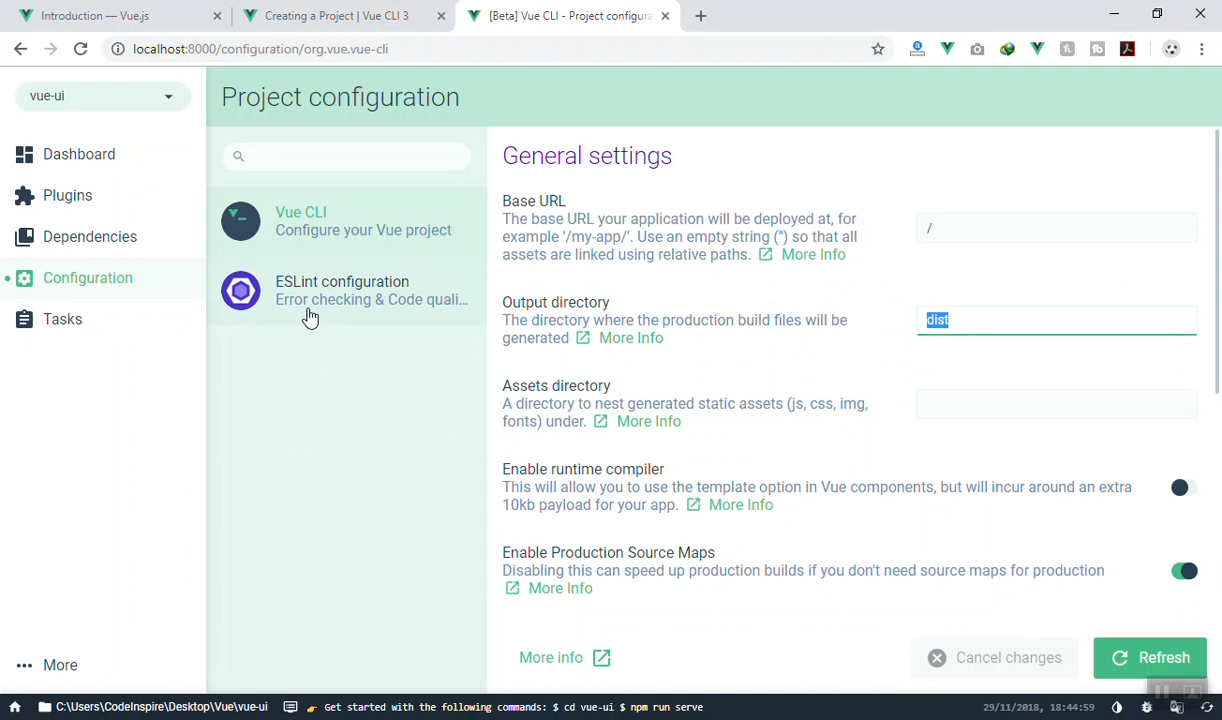 Introduction — Vue.js
Creating a Project | Vue CLI 3
[Beta] Vue CLI - Project configura
localhost:8000/configuration/org.vue.vue-cli
vue-ui
Project configuration
Dashboard
Plugins
Dependencies
Configuration
Tasks
More
Vue CLI
Configure your Vue project
ESLint configuration
Error checking & Code quali...
General settings
Base URL
The base URL your application will be deployed at, for
example '/my-app/'. Use an empty string ('') so that all
assets are linked using relative paths. More Info
/
Output directory
The directory where the production build files will be
generated More Info
dist
Assets directory
A directory to nest generated static assets (js, css, img,
fonts) under. More Info
Enable runtime compiler
This will allow you to use the template option in Vue components, but will incur around an extra
10kb payload for your app. More Info
Enable Production Source Maps
Disabling this can speed up production builds if you don't need source maps for production
More Info
More info
Cancel changes
Refresh
C:\Users\CodeInspire\Desktop\Vue\vue-ui
Get started with the following commands: $ cd vue-ui $ npm run serve
29/11/2018, 18:44:59